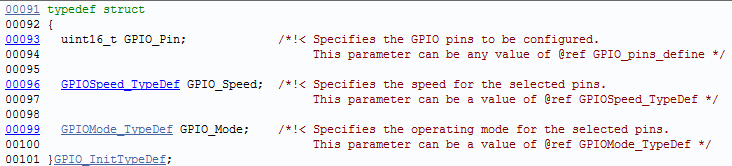 00091 typedef struct
00092 {
00093   uint16_t GPIO_Pin;             /*!< Specifies the GPIO pins to be configured.
00094                                       This parameter can be any value of @ref GPIO_pins_define */
00095
00096   GPIOSpeed_TypeDef GPIO_Speed;  /*!< Specifies the speed for the selected pins.
00097                                       This parameter can be a value of @ref GPIOSpeed_TypeDef */
00098
00099   GPIOMode_TypeDef GPIO_Mode;    /*!< Specifies the operating mode for the selected pins.
00100                                       This parameter can be a value of @ref GPIOMode_TypeDef */
00101 }GPIO_InitTypeDef;